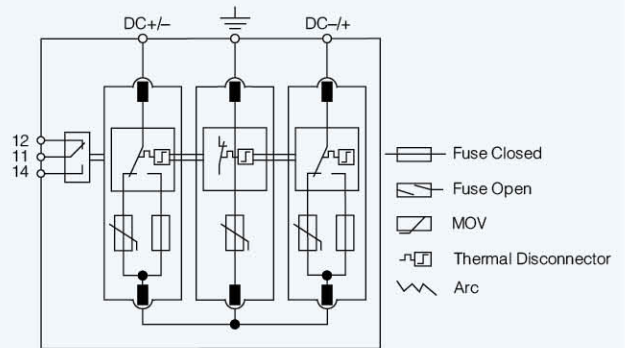 DC+/–
DC–/+
12
11
14
Fuse Closed
Fuse Open
MOV
Thermal Disconnector
Arc